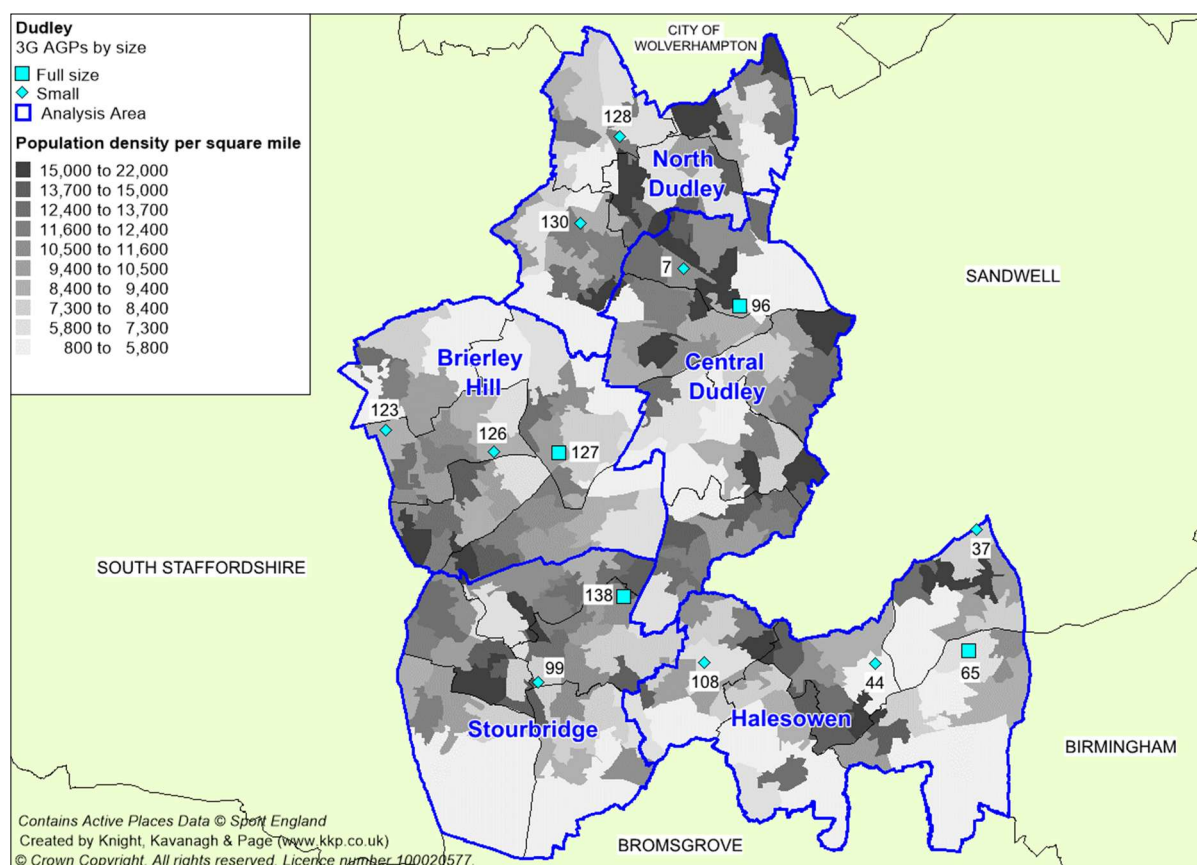 Dudley
3G AGPs by size
Full size
Small
Analysis Area
Population density per square mile
15,000 to 22,000
13,700 to 15,000
12,400 to 13,700
11,600 to 12,400
10,500 to 11,600
9,400 to 10,500
8,400 to 9,400
7,300 to 8,400
5,800 to 7,300
800 to 5,800
CITY OF
WOLVERHAMPTON
128
North
Dudley
130
7
SANDWELL
96
Brierley
Hill
Central
Dudley
123
126
127
37
SOUTH STAFFORDSHIRE
138
99
108
44
65
Halesowen
Stourbridge
BIRMINGHAM
BROMSGROVE
Contains Active Places Data © Sport England
Created by Knight, Kavanagh & Page (www.kkp.co.uk)
© Crown Copyright. All rights reserved. Licence number 100020577.